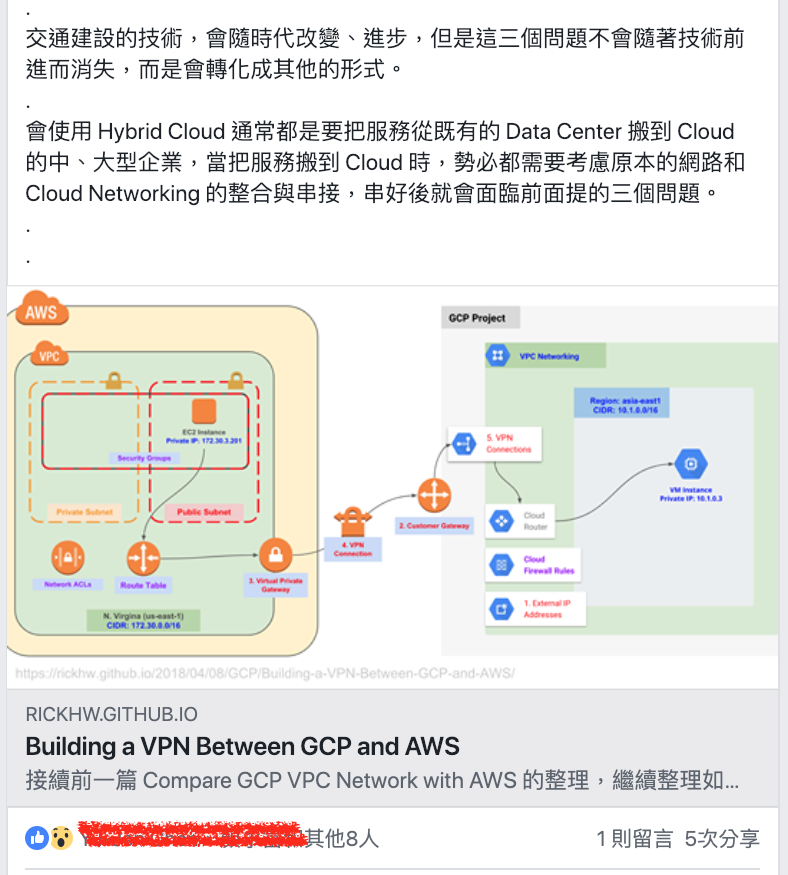 .
交通建設的技術，會隨時代改變、進步，但是這三個問題不會隨著技術前
進而消失，而是會轉化成其他的形式。
.
會使用 Hybrid Cloud 通常都是要把服務從既有的 Data Center 搬到 Cloud
的中、大型企業，當把服務搬到 Cloud 時，勢必都需要考慮原本的網路和
Cloud Networking 的整合與串接，串好後就會面臨前面提的三個問題。
.
.
AWS
VPC
EC2 Instance
Private IP: 172.30.3.201
Security Groups
Private Subnet
Public Subnet
Network ACLs
Route Table
3. Virtual Private
Gateway
N. Virgina (us-east-1)
CIDR: 172.30.0.0/16
4. VPN
Connection
2. Customer Gateway
GCP Project
VPC Networking
Region: asia-east1
CIDR: 10.1.0.0/16
5. VPN
Connections
VM Instance
Private IP: 10.1.0.3
Cloud
Router
Cloud
Firewall Rules
1. External IP
Addresses
https://rickhw.github.io/2018/04/08/GCP/Building-a-VPN-Between-GCP-and-AWS/
RICKHW.GITHUB.IO
Building a VPN Between GCP and AWS
接續前一篇 Compare GCP VPC Network with AWS 的整理，繼續整理如...
其他8人
1 則留言 5次分享